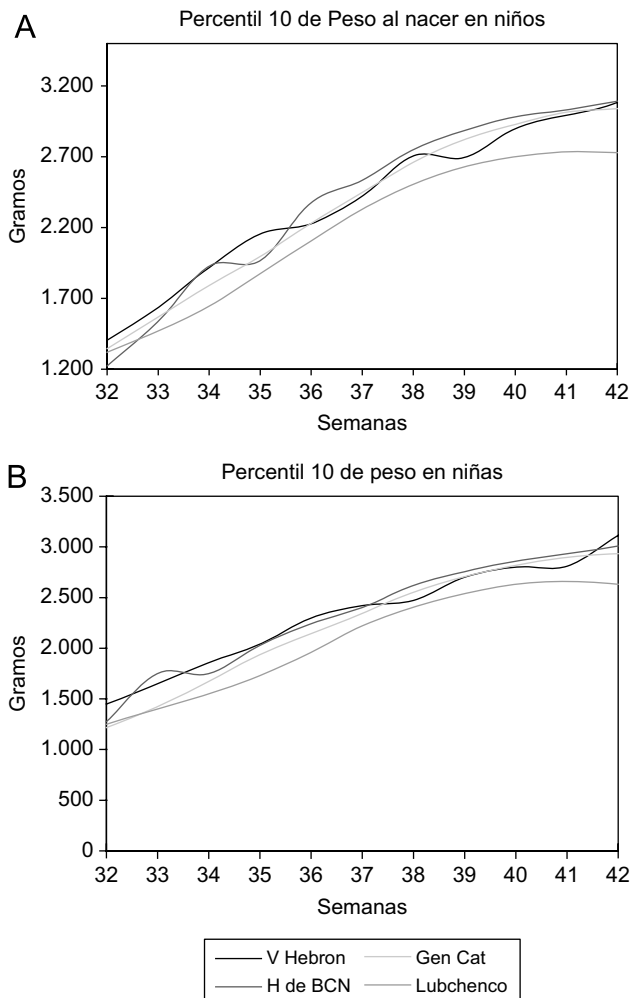 A
Percentil 10 de Peso al nacer en niños
Gramos
3.200
2.700
2.200
1.700
1.200
32 33 34 35 36 37 38 39 40 41 42
Semanas
B
Percentil 10 de peso en niñas
Gramos
3.500
3.000
2.500
2.000
1.500
1.000
500
0
32 33 34 35 36 37 38 39 40 41 42
Semanas
V Hebron Gen Cat
H de BCN Lubchenco